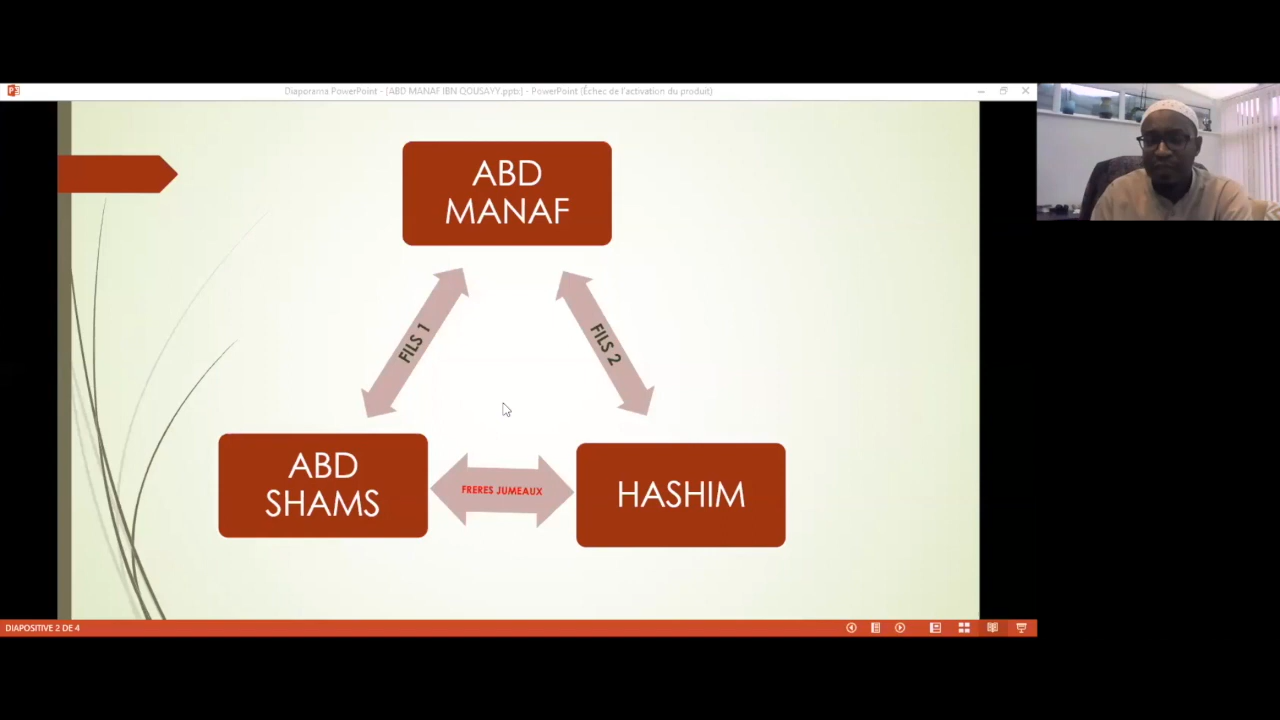 Diaporama PowerPoint - [ABD MANAF IBN QOUSAYY.pptx] - PowerPoint (Échec de l'activation du produit)
ABD
MANAF
FILS 1
FILS 2
ABD
SHAMS
FRERES JUMEAUX
HASHIM
DIAPOSITIVE 2 DE 4